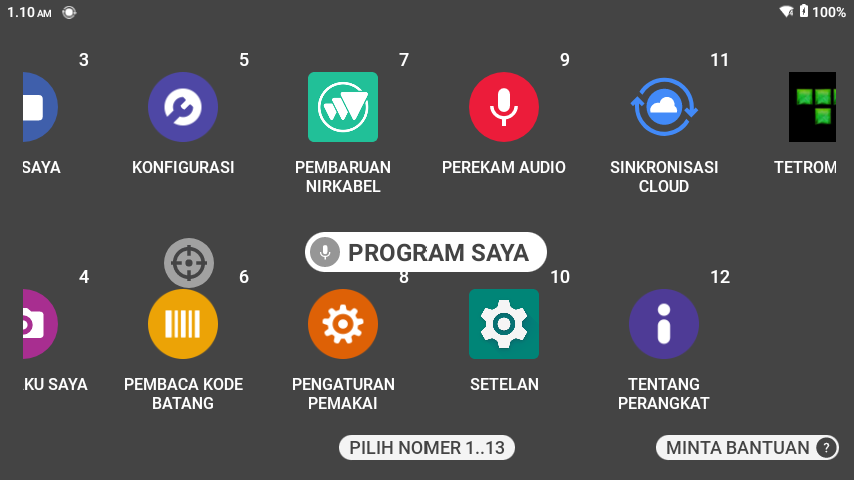 1.10 AM
100%
3
5
7
9
11
SAYA
KONFIGURASI
PEMBARUAN
NIRKABEL
PEREKAM AUDIO
SINKRONISASI
CLOUD
TETROM
PROGRAM SAYA
4
6
8
10
12
KU SAYA
PEMBACA KODE
BATANG
PENGATURAN
PEMAKAI
SETELAN
TENTANG
PERANGKAT
PILIH NOMER 1..13
MINTA BANTUAN ?